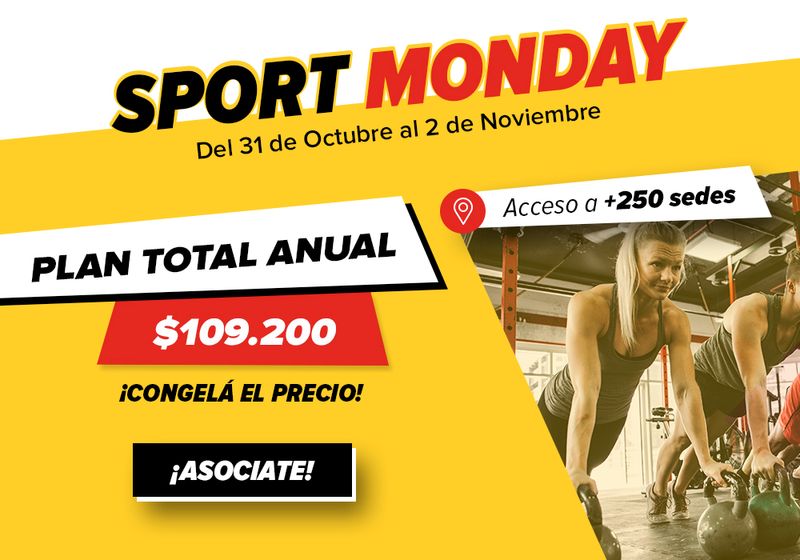 SPORT MONDAY
Del 31 de Octubre al 2 de Noviembre
Acceso a +250 sedes
PLAN TOTAL ANUAL
$109.200
¡CONGELÁ EL PRECIO!
¡ASOCIATE!